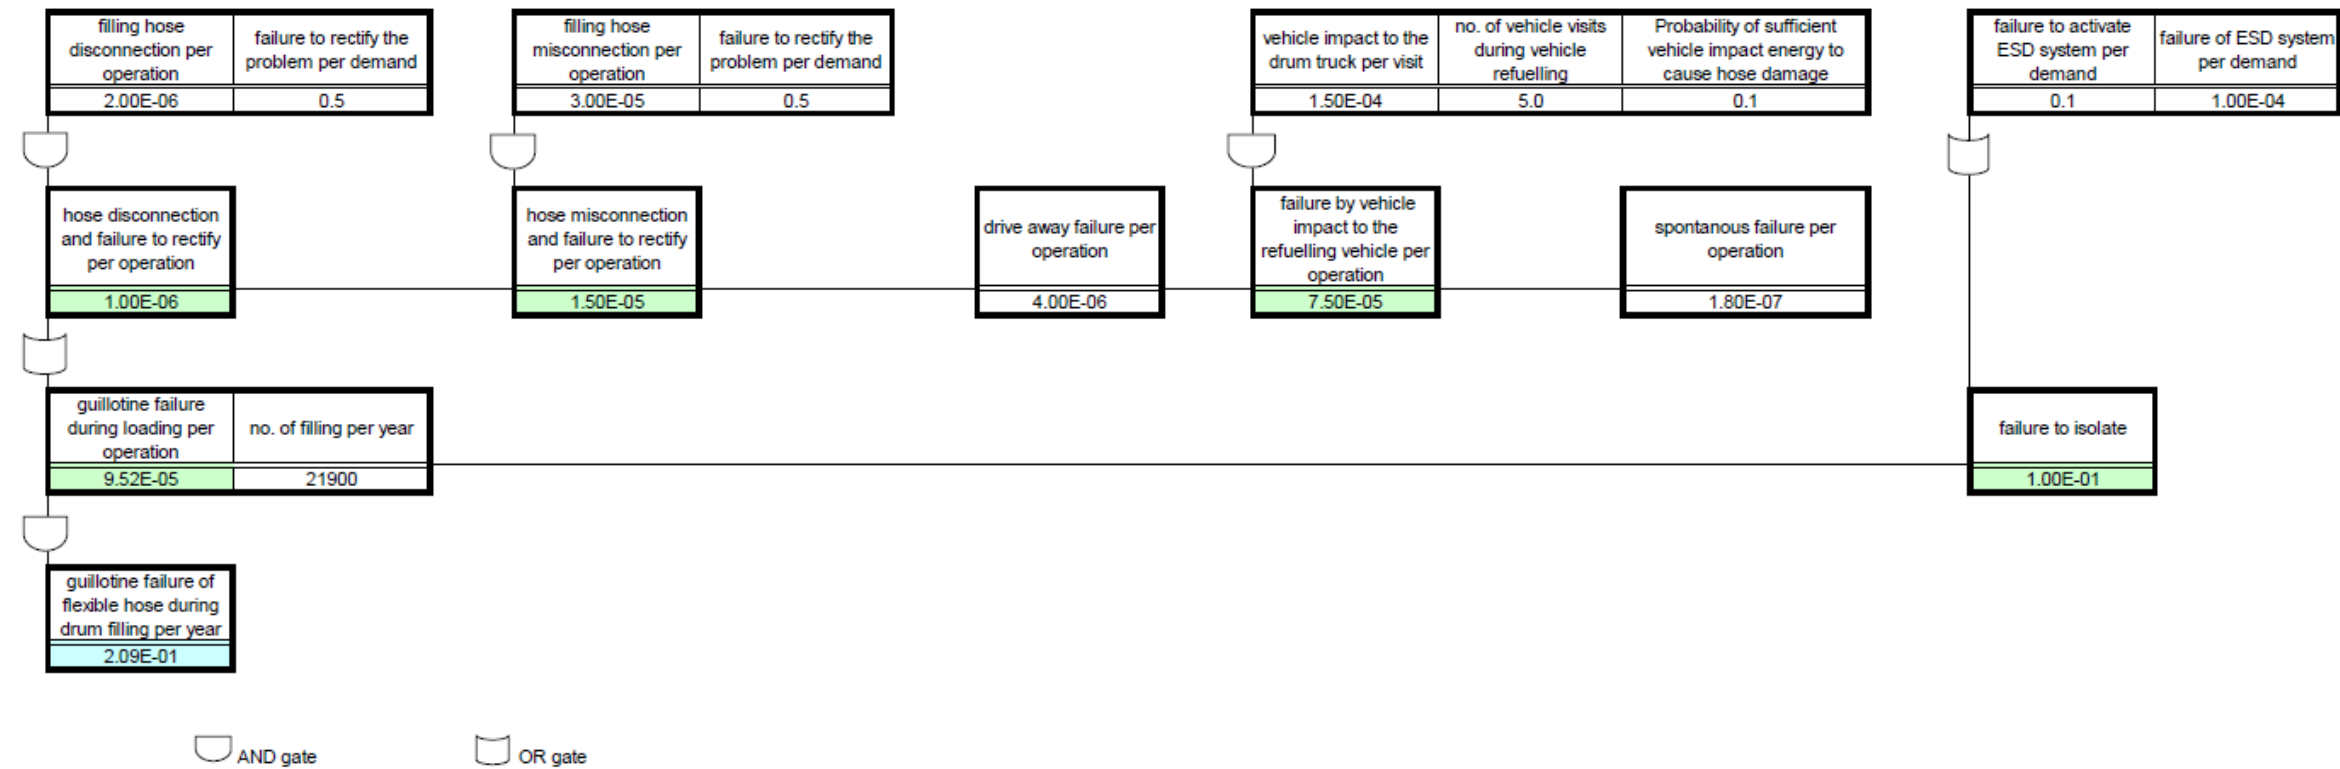 filling hose
disconnection per
operation
failure to rectify the
problem per demand
2.00E-06
0.5
filling hose
misconnection per
operation
failure to rectify the
problem per demand
3.00E-05
0.5
vehicle impact to the
drum truck per visit
no. of vehicle visits
during vehicle
refuelling
Probability of sufficient
vehicle impact energy to
cause hose damage
1.50E-04
5.0
0.1
failure to activate
ESD system per
demand
failure of ESD system
per demand
0.1
1.00E-04
hose disconnection
and failure to rectify
per operation
1.00E-06
hose misconnection
and failure to rectify
per operation
1.50E-05
drive away failure per
operation
4.00E-06
failure by vehicle
impact to the
refuelling vehicle per
operation
7.50E-05
spontanous failure per
operation
1.80E-07
guillotine failure
during loading per
operation
no. of filling per year
9.52E-05
21900
failure to isolate
1.00E-01
guillotine failure of
flexible hose during
drum filling per year
2.09E-01
AND gate
OR gate